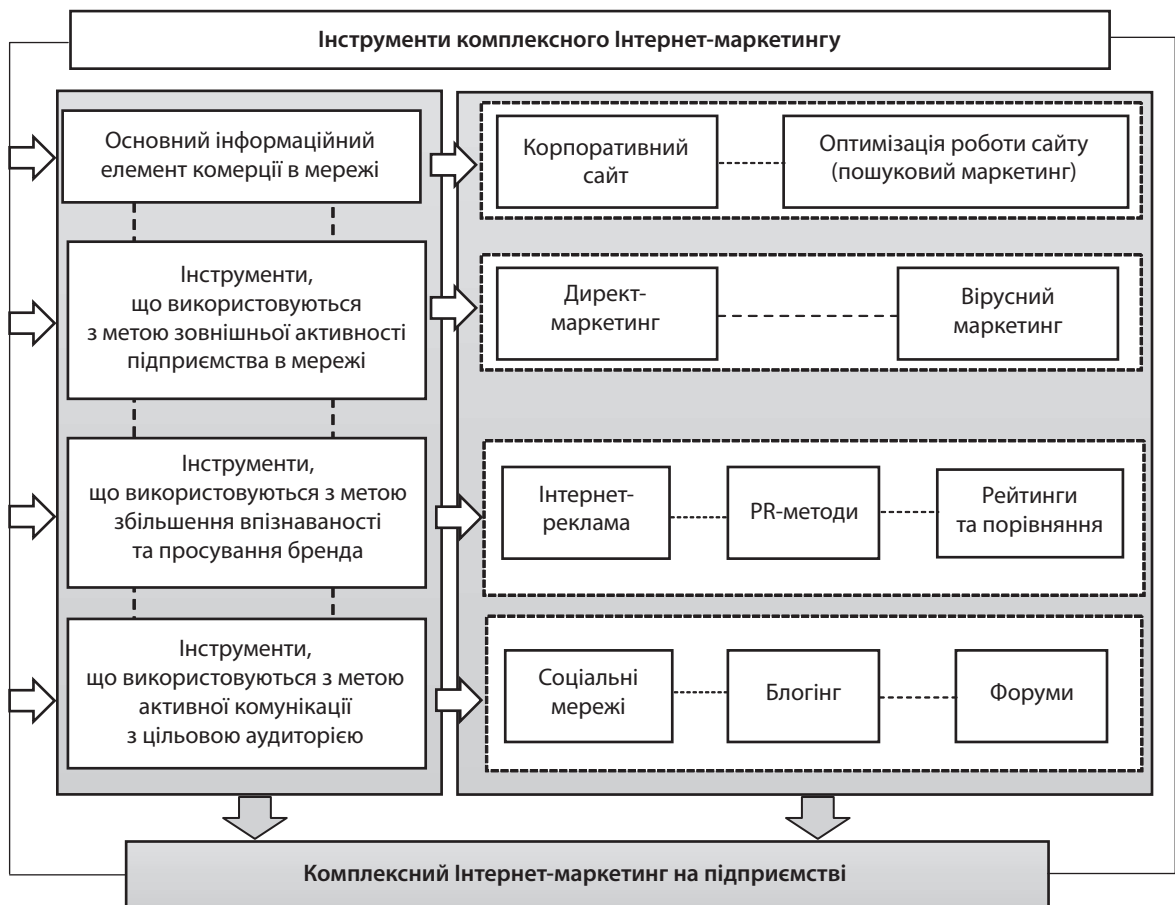 Інструменти комплексного Інтернет-маркетингу
Основний інформаційний
елемент комерції в мережі
Корпоративний
сайт
Оптимізація роботи сайту
(пошуковий маркетинг)
Інструменти,
що використовуються
з метою зовнішньої активності
підприємства в мережі
Директ-
маркетинг
Вірусний
маркетинг
Інструменти,
що використовуються з метою
збільшення впізнаваності
та просування бренда
Інтернет-
реклама
PR-методи
Рейтинги
та порівняння
Інструменти,
що використовуються з метою
активної комунікації
з цільовою аудиторією
Соціальні
мережі
Блогінг
Форуми
Комплексний Інтернет-маркетинг на підприємстві